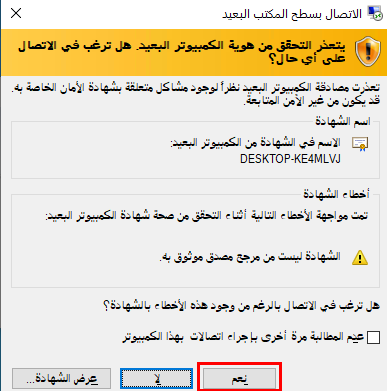 الاتصال بسطح المكتب البعيد
يتعذر التحقق من هوية الكمبيوتر البعيد. هل ترغب في الاتصال
على أي حال؟
تعذرت مصادقة الكمبيوتر البعيد نظراً لوجود مشاكل متعلقة بشهادة الأمان الخاصة به.
قد يكون من غير الآمن المتابعة.
اسم الشهادة
الاسم في الشهادة من الكمبيوتر البعيد:
DESKTOP-KE4MLVJ
أخطاء الشهادة
تمت مواجهة الأخطاء التالية أثناء التحقق من صحة شهادة الكمبيوتر البعيد:
الشهادة ليست من مرجع مصدق موثوق به.
هل ترغب في الاتصال بالرغم من وجود هذه الأخطاء بالشهادة؟
عدم المطالبة مرة أخرى بإجراء اتصالات بهذا الكمبيوتر
نعم
لا
عرض الشهادة...